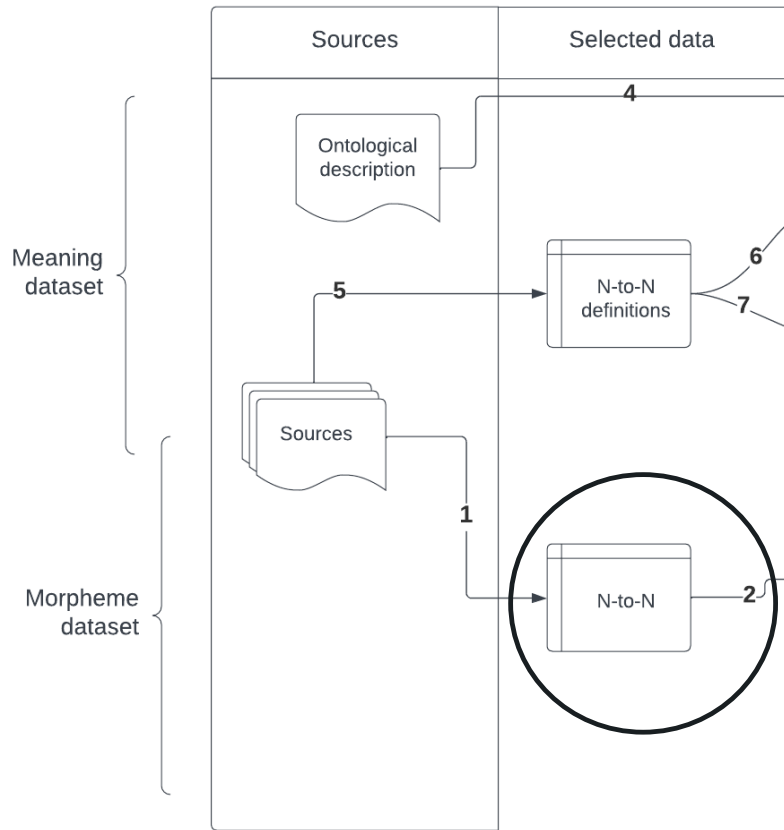 Sources
Selected data
4
Ontological
description
Meaning
dataset
6
N-to-N
definitions
5
7
Sources
1
Morpheme
dataset
N-to-N
2